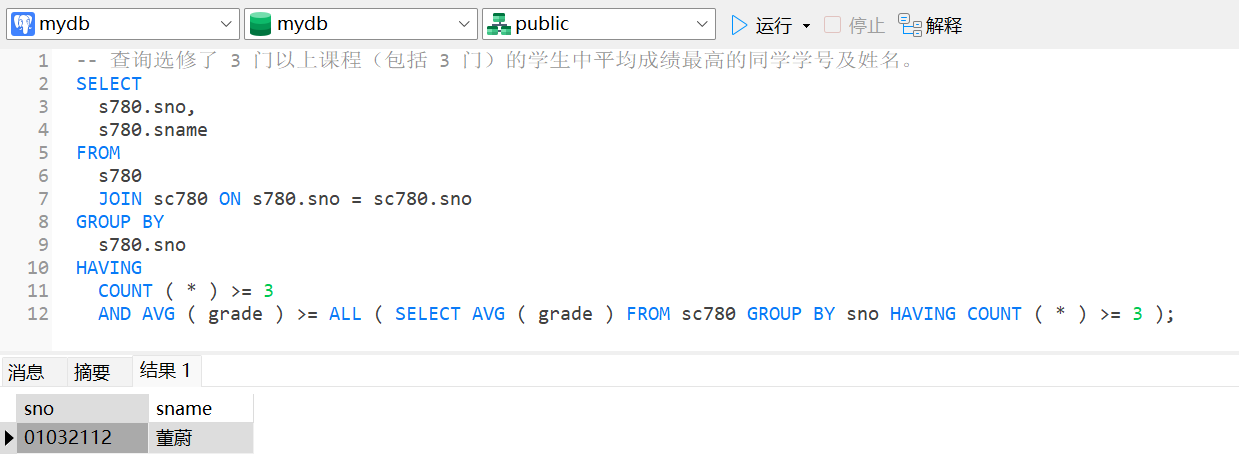 mydb mydb public 运行 停止 解释
1 -- 查询选修了 3 门以上课程（包括 3 门）的学生中平均成绩最高的同学学号及姓名。
2 SELECT
3 s780.sno,
4 s780.sname
5 FROM
6 s780
7 JOIN sc780 ON s780.sno = sc780.sno
8 GROUP BY
9 s780.sno
10 HAVING
11 COUNT ( * ) >= 3
12 AND AVG ( grade ) >= ALL ( SELECT AVG ( grade ) FROM sc780 GROUP BY sno HAVING COUNT ( * ) >= 3 );
消息 摘要 结果 1
sno sname
01032112 董蔚